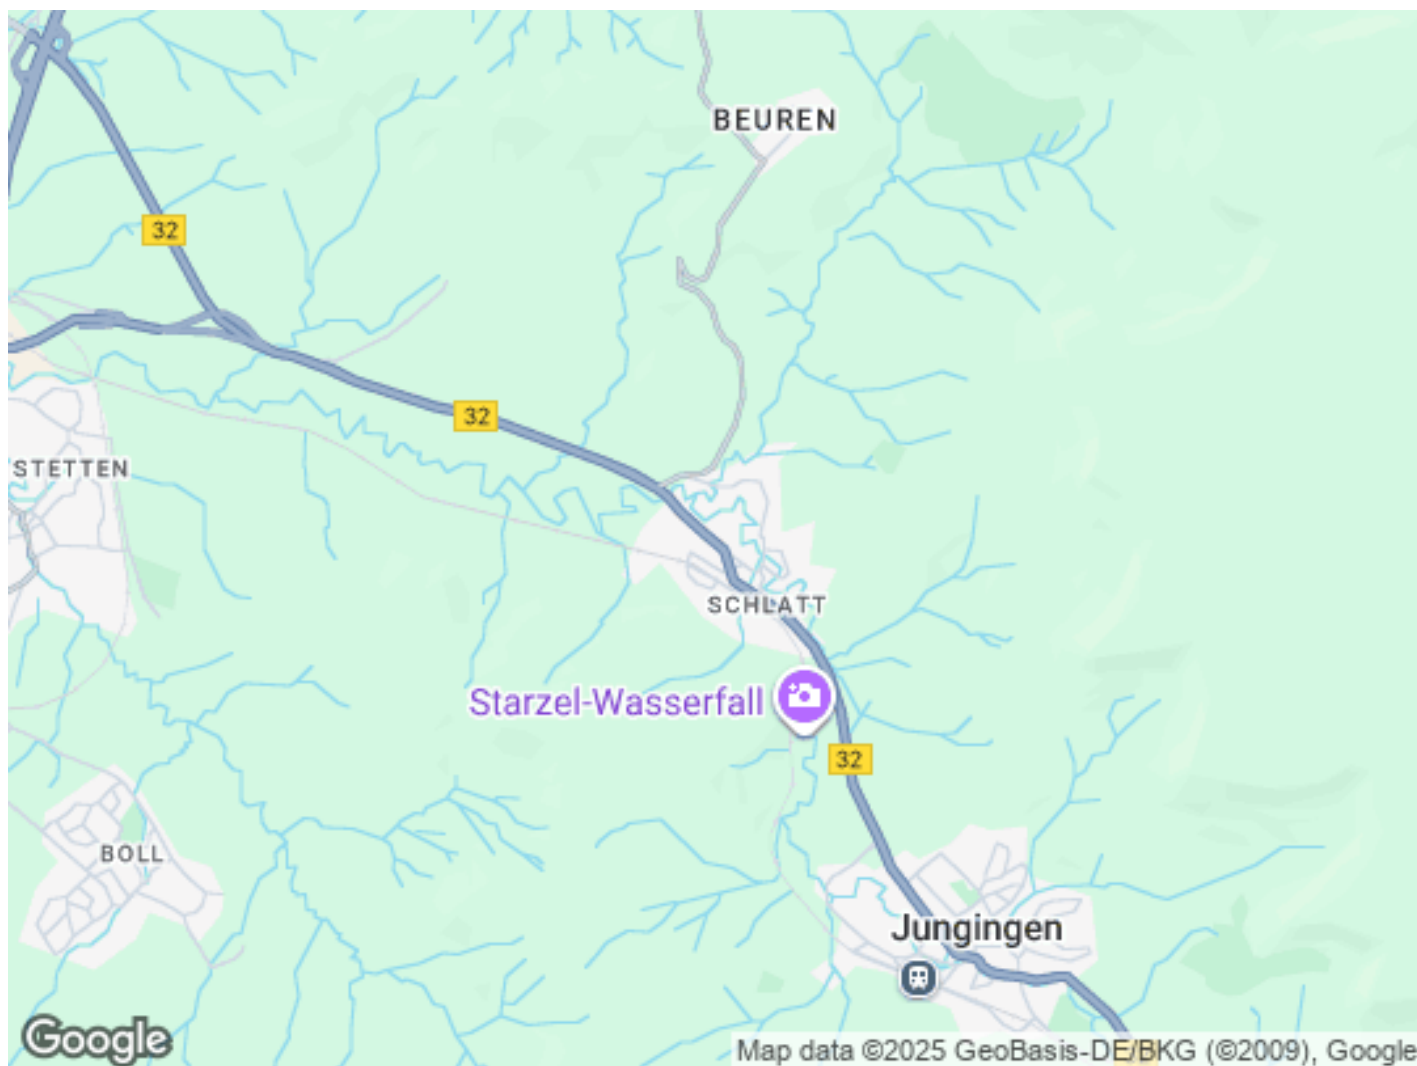 BEUREN
32
32
STETTEN
SCHLATT
Starzel-Wasserfall
32
BOLL
Jungingen
Google
Map data ©2025 GeoBasis-DE/BKG (©2009), Google